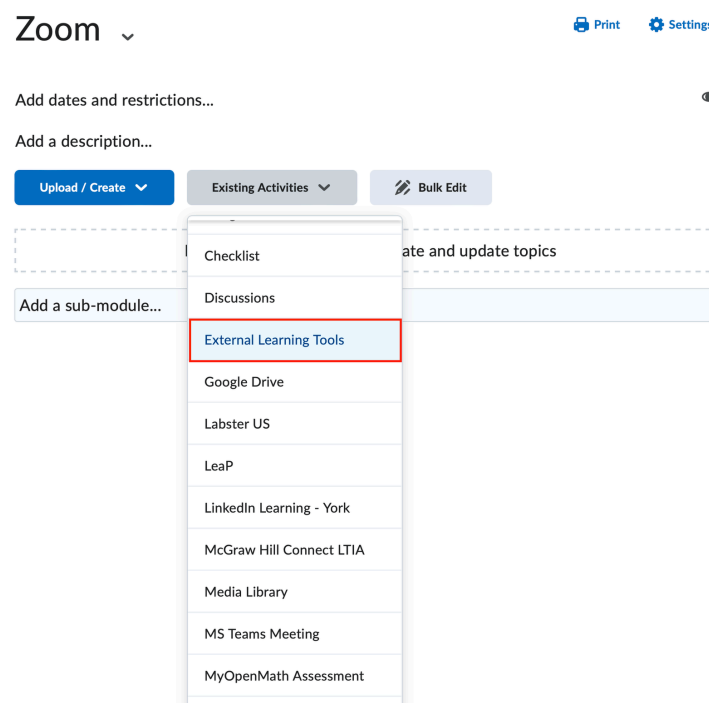 Zoom
Print
Settings
Add dates and restrictions...
Add a description...
Upload / Create
Existing Activities
Bulk Edit
ate and update topics
Add a sub-module...
Checklist
Discussions
External Learning Tools
Google Drive
Labster US
LeaP
LinkedIn Learning - York
McGraw Hill Connect LTIA
Media Library
MS Teams Meeting
MyOpenMath Assessment